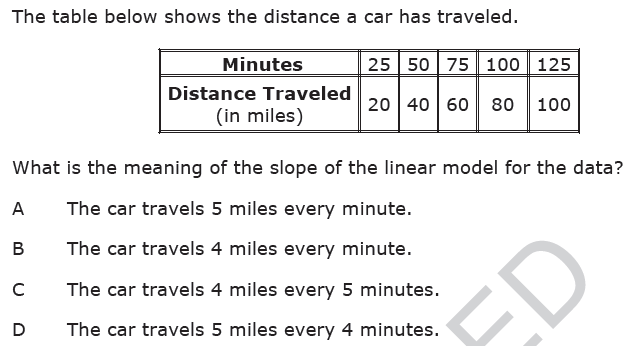 The table below shows the distance a car has traveled.
Minutes 25 50 75 100 125
Distance Traveled
(in miles) 20 40 60 80 100
What is the meaning of the slope of the linear model for the data?
A The car travels 5 miles every minute.
B The car travels 4 miles every minute.
C The car travels 4 miles every 5 minutes.
D The car travels 5 miles every 4 minutes.
ED